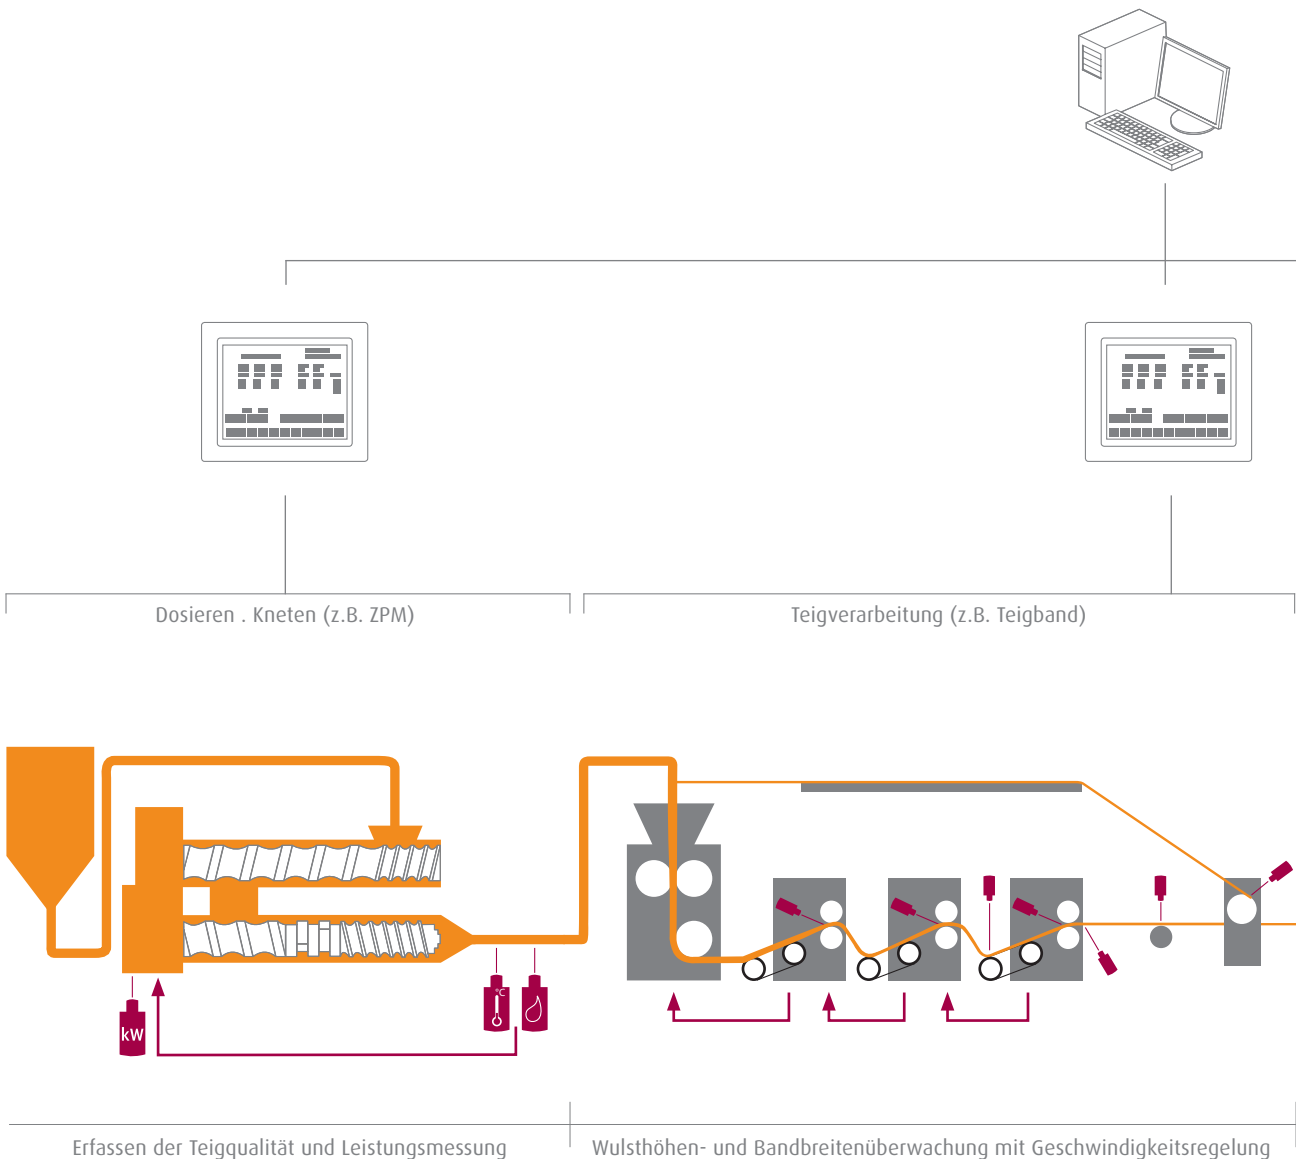 Dosieren . Kneten (z.B. ZPM)
Teigverarbeitung (z.B. Teigband)
°C
kW
Erfassen der Teigqualität und Leistungsmessung
Wulsthöhen- und Bandbreitenüberwachung mit Geschwindigkeitsregelung